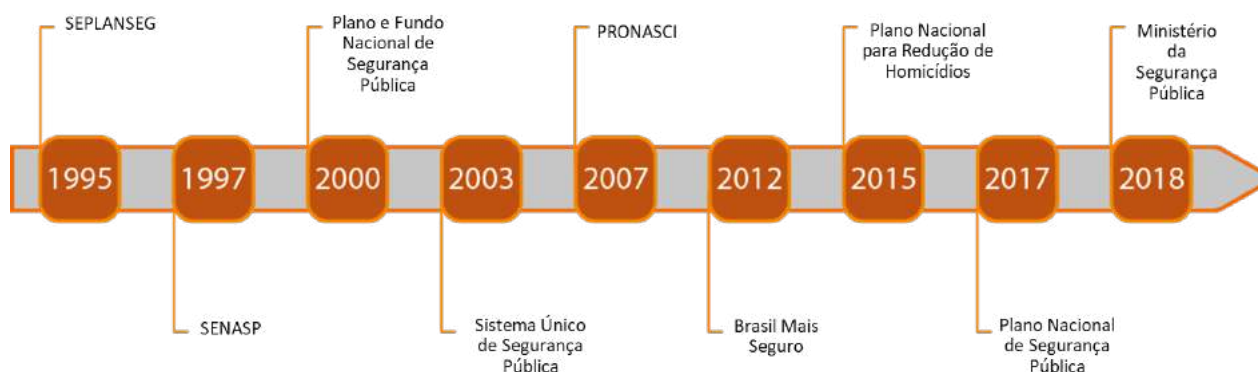 SEPLANSEG
Plano e Fundo
Nacional de
Segurança
Pública
PRONASCI
Plano Nacional
para Redução de
Homicídios
Ministério
da
Segurança
Pública
1995
1997
2000
2003
2007
2012
2015
2017
2018
SENASP
Sistema Único
de Segurança
Pública
Brasil Mais
Seguro
Plano Nacional
de Segurança
Pública